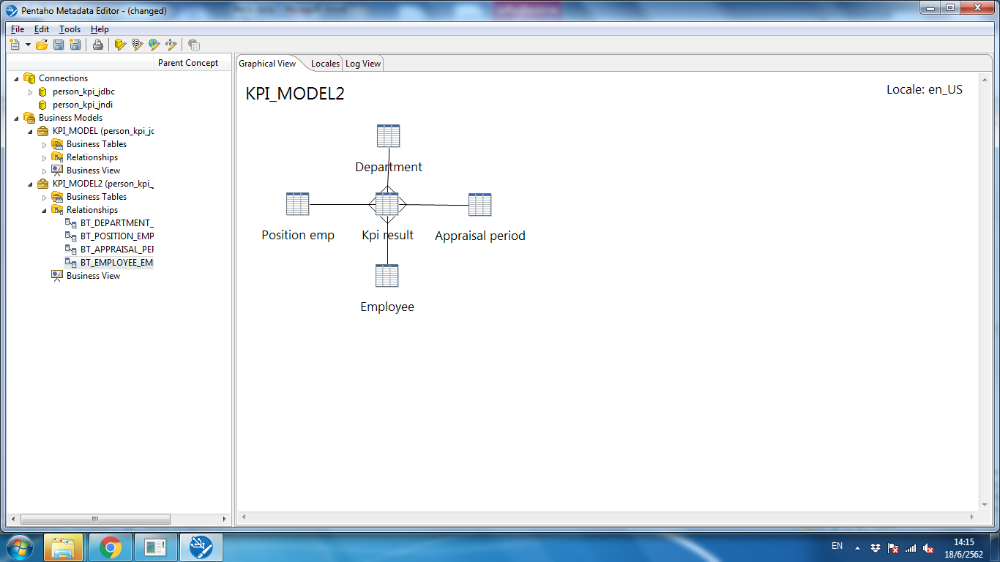 Pentaho Metadata Editor - (changed)
File Edit Tools Help
Parent Concept
Connections
person_kpi_jdbc
person_kpi_jndi
Business Models
KPI_MODEL (person_kpi_jd
Business Tables
Relationships
Business View
KPI_MODEL2 (person_kpi_
Business Tables
Relationships
BT_DEPARTMENT_
BT_POSITION_EMP
BT_APPRAISAL_PEF
BT_EMPLOYEE_EM
Business View
Graphical View Locales Log View
KPI_MODEL2
Locale: en_US
Department
Position emp Kpi result Appraisal period
Employee
EN
14:15
18/6/2562